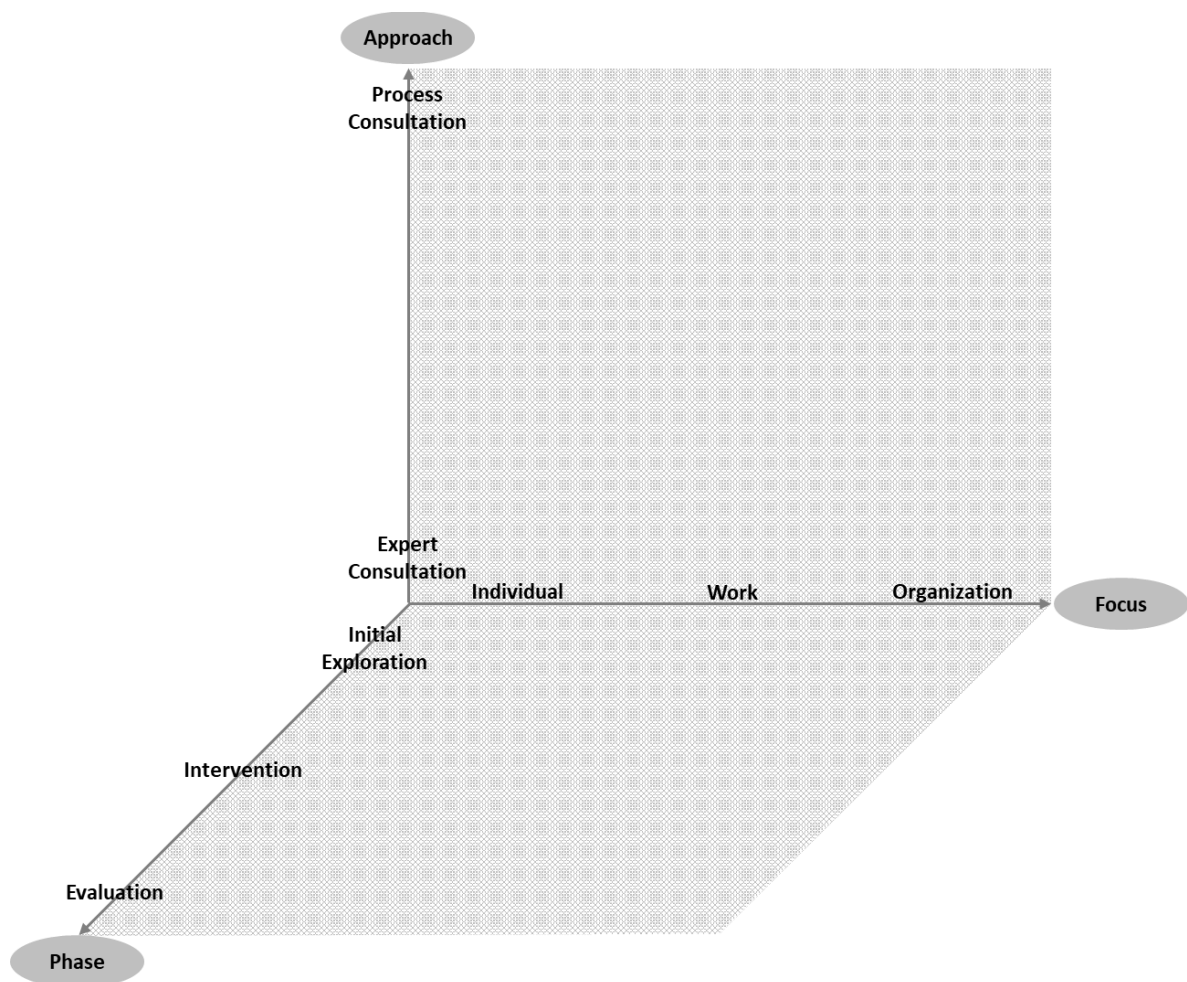 Approach
Process
Consultation
Expert
Consultation
Individual
Work
Organization
Focus
Initial
Exploration
Intervention
Evaluation
Phase